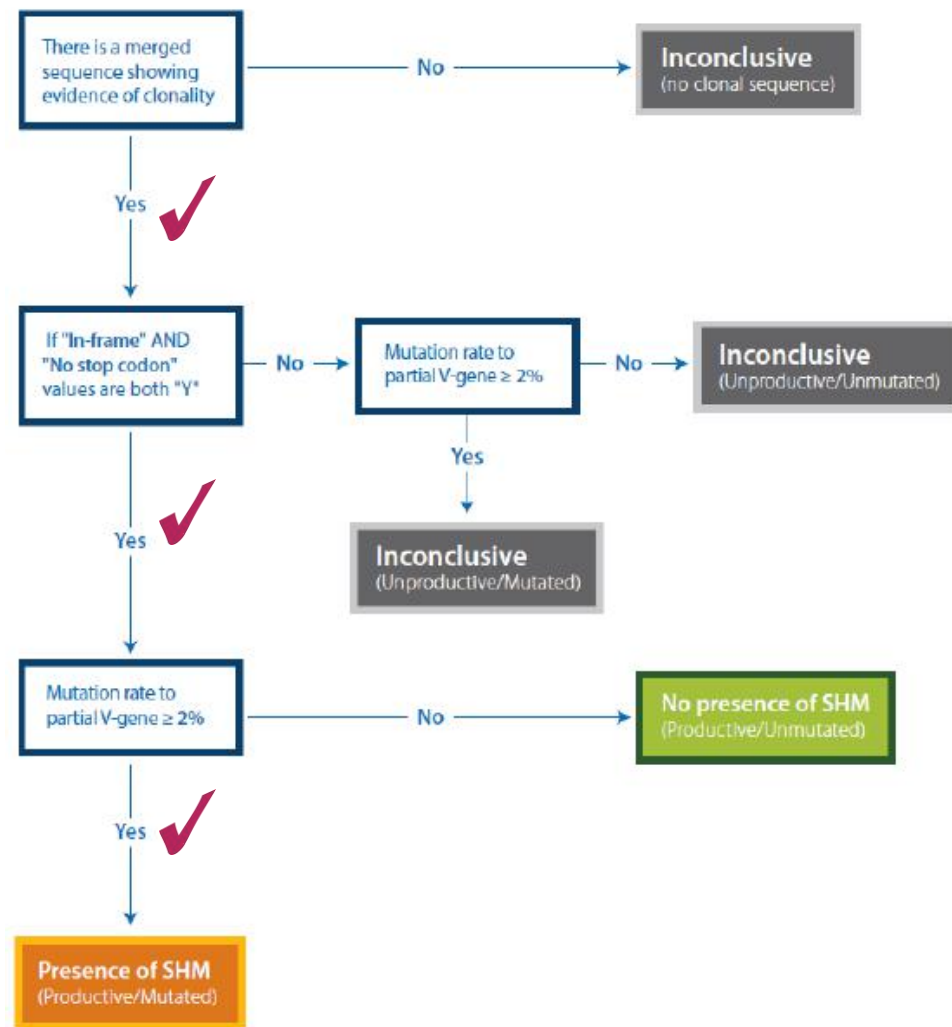 There is a merged
sequence showing
evidence of clonality
No
Inconclusive
(no clonal sequence)
Yes
If "In-frame" AND
"No stop codon"
values are both "Y"
No
Mutation rate to
partial V-gene ≥ 2%
No
Inconclusive
(Unproductive/Unmutated)
Yes
Inconclusive
(Unproductive/Mutated)
Yes
Mutation rate to
partial V-gene ≥ 2%
No
No presence of SHM
(Productive/Unmutated)
Yes
Presence of SHM
(Productive/Mutated)